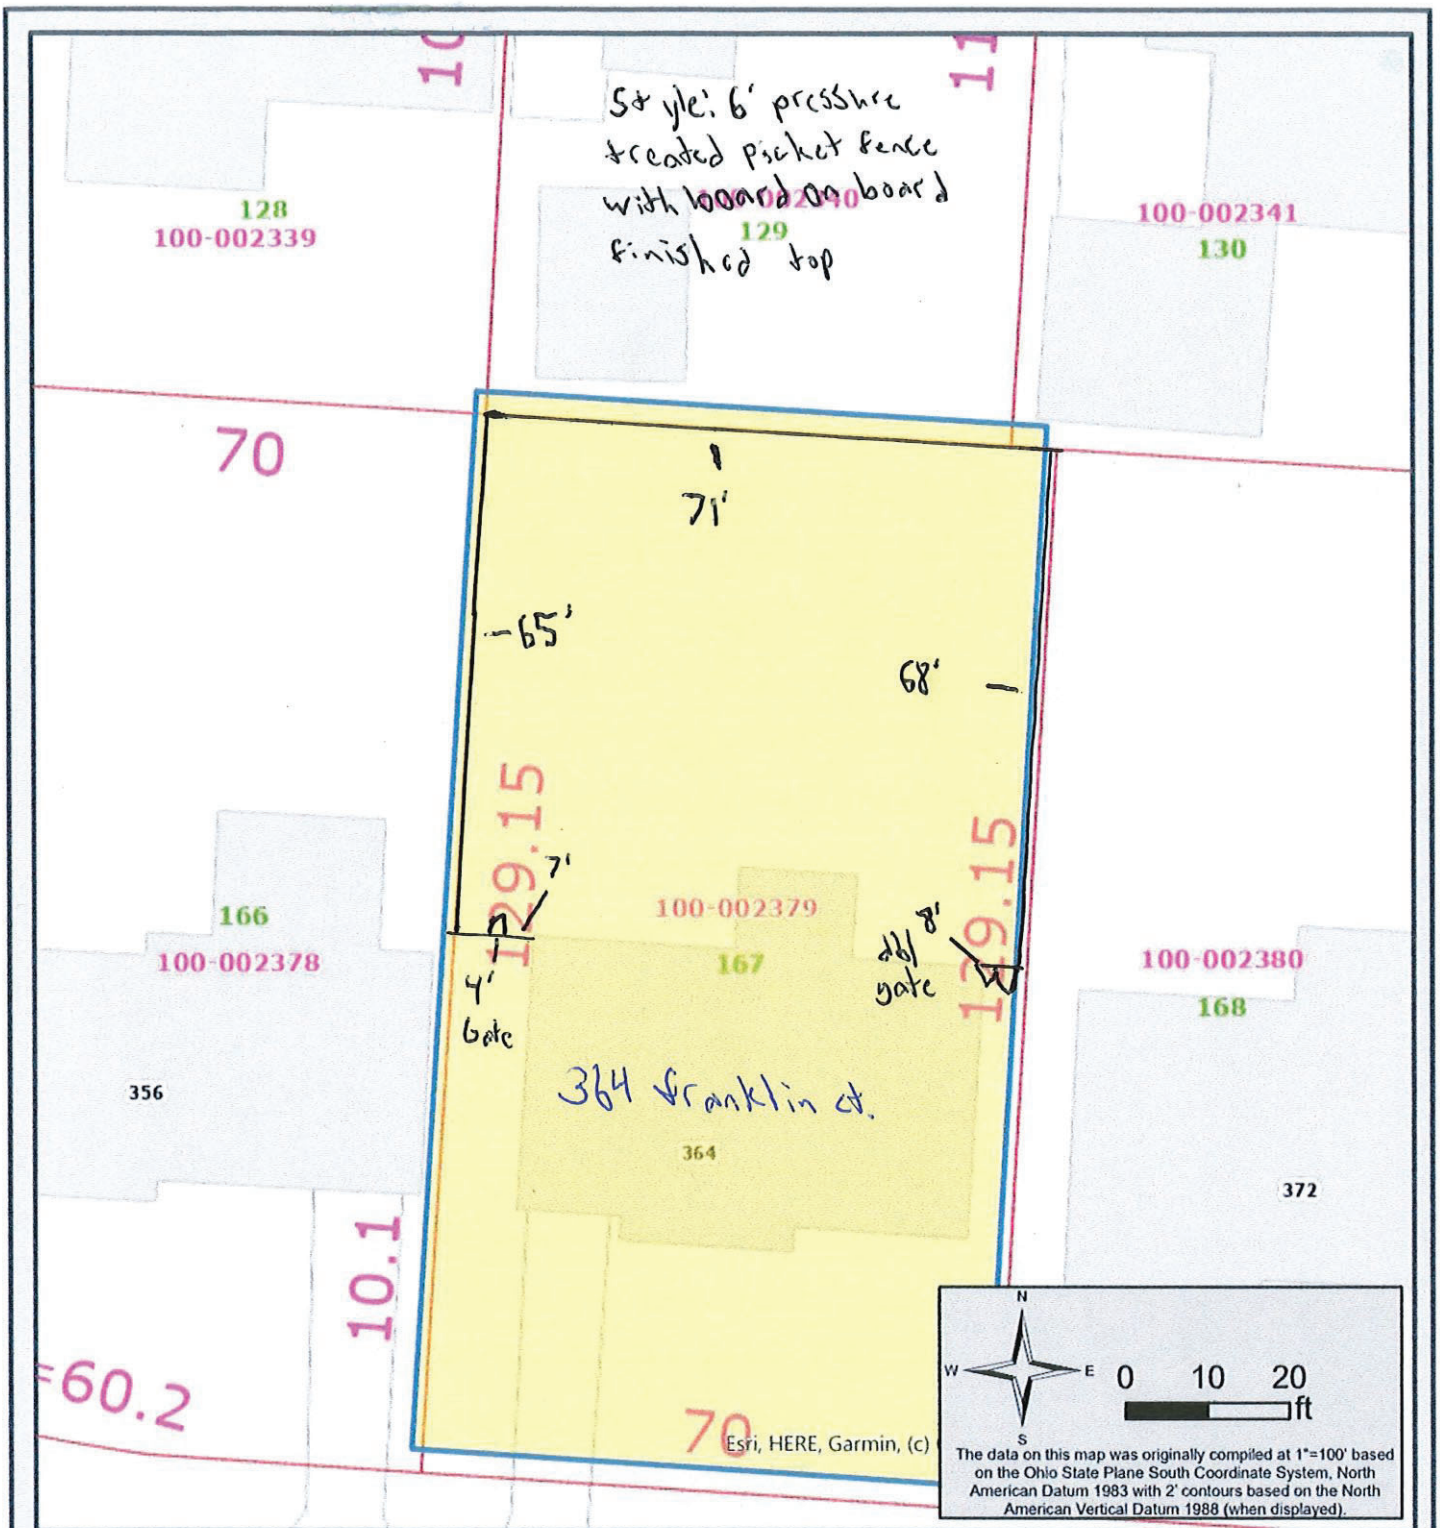 10
11
Style: 6' pressure
treated picket fence
with board on board
finished top
100-002340
129
128
100-002339
100-002341
130
70
71'
-65'
68'
129.15
129.15
7'
100-002379
167
8'
dbl
gate
4'
Gate
166
100-002378
100-002380
168
356
364 Franklin ct.
364
372
10.1
=60.2
70
Esri, HERE, Garmin, (c)
N
W
E
S
0 10 20
ft
The data on this map was originally compiled at 1"=100' based
on the Ohio State Plane South Coordinate System, North
American Datum 1983 with 2' contours based on the North
American Vertical Datum 1988 (when displayed).